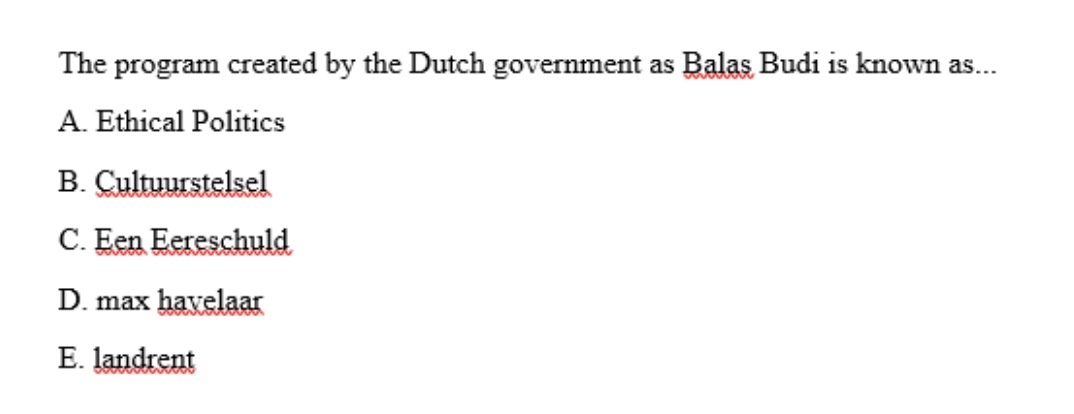 The program created by the Dutch government as Balas Budi is known as...
A. Ethical Politics
B. Cultuurstelsel
C. Een Eereschuld
D. max havelaar
E. landrent